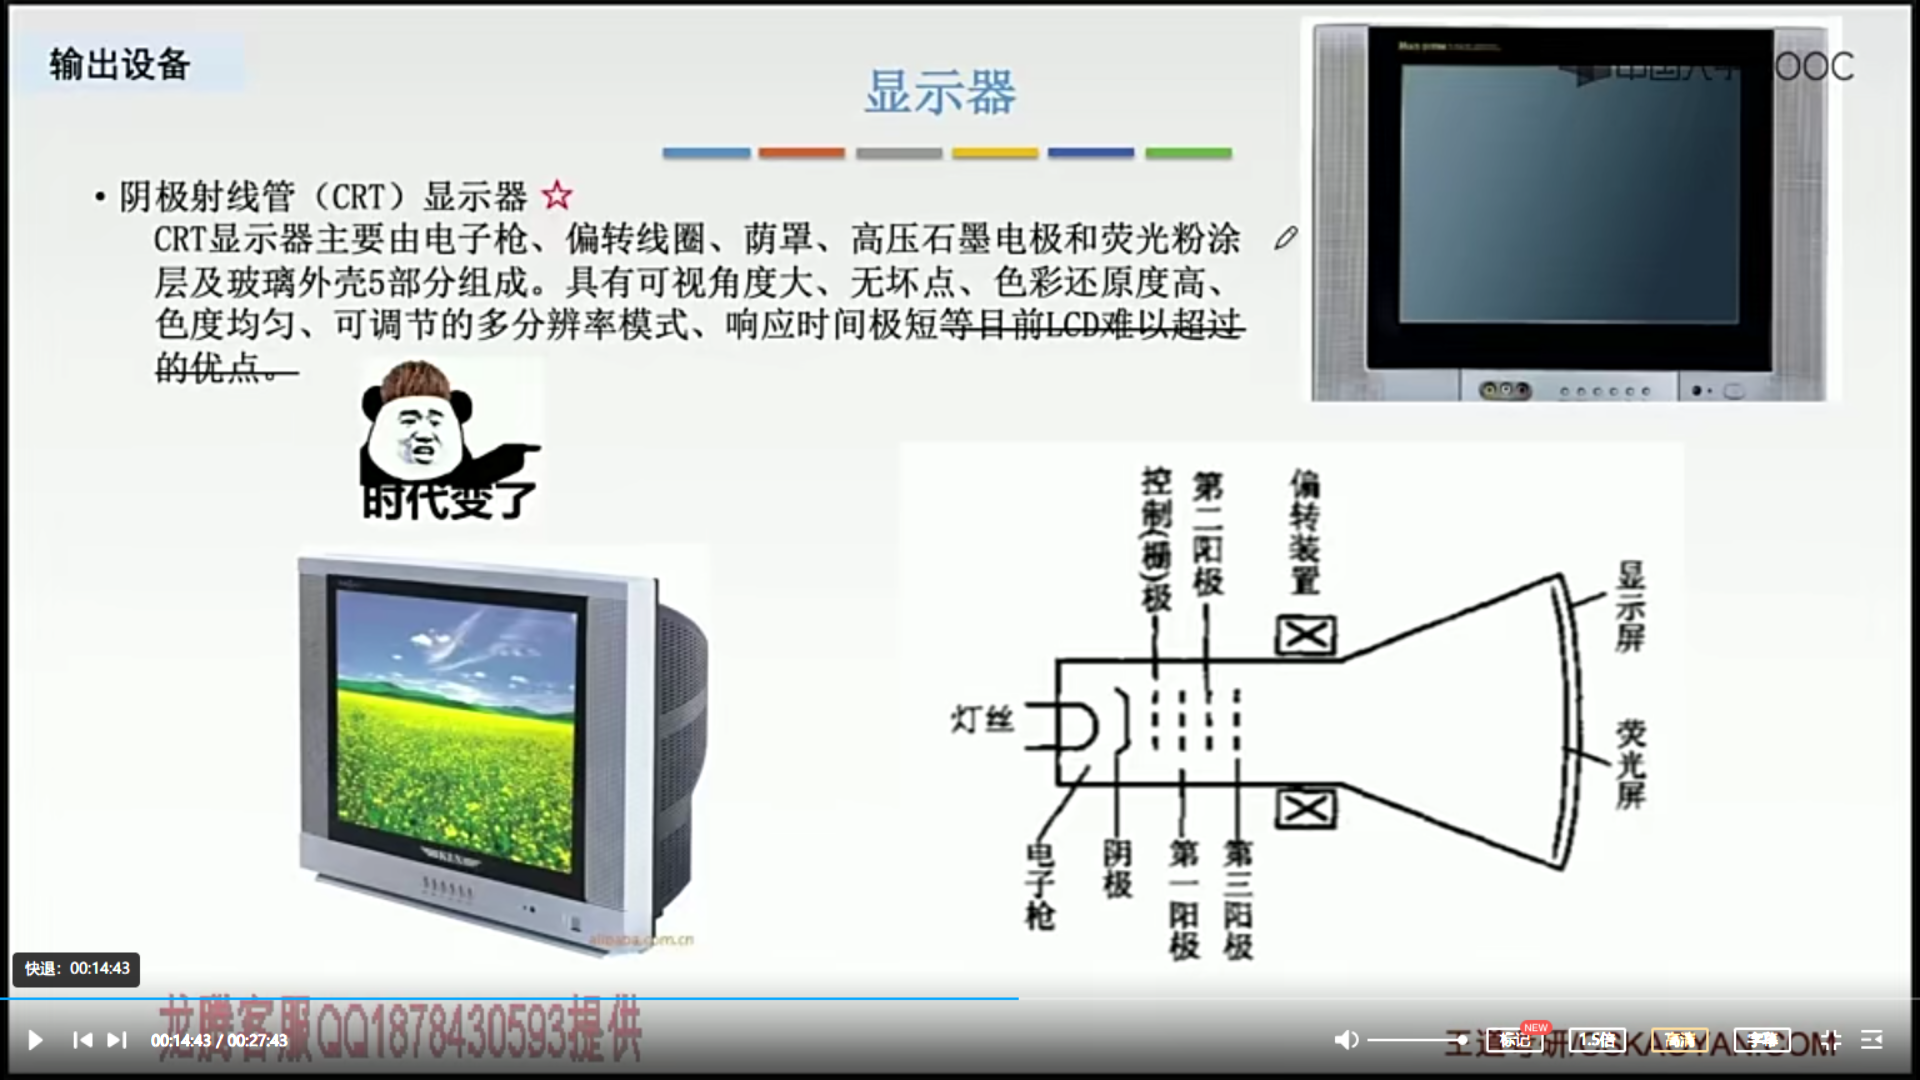 输出设备
显示器
OOC
• 阴极射线管（CRT）显示器 ☆
CRT显示器主要由电子枪、偏转线圈、荫罩、高压石墨电极和荧光粉涂
层及玻璃外壳5部分组成。具有可视角度大、无坏点、色彩还原度高、
色度均匀、可调节的多分辨率模式、响应时间极短等目前LCD难以超过
的优点。
时代变了
alibaba.com.cn
控制(栅)极
第二阳极
偏转装置
显示屏
灯丝
荧光屏
电子枪
阴极
第一阳极
第三阳极
快退：00:14:43
龙腾客服QQ1878430593提供
00:14:43 / 00:27:43
王道考研/CSKAOYAN.COM
标记
NEW
1.5倍
高清
字幕